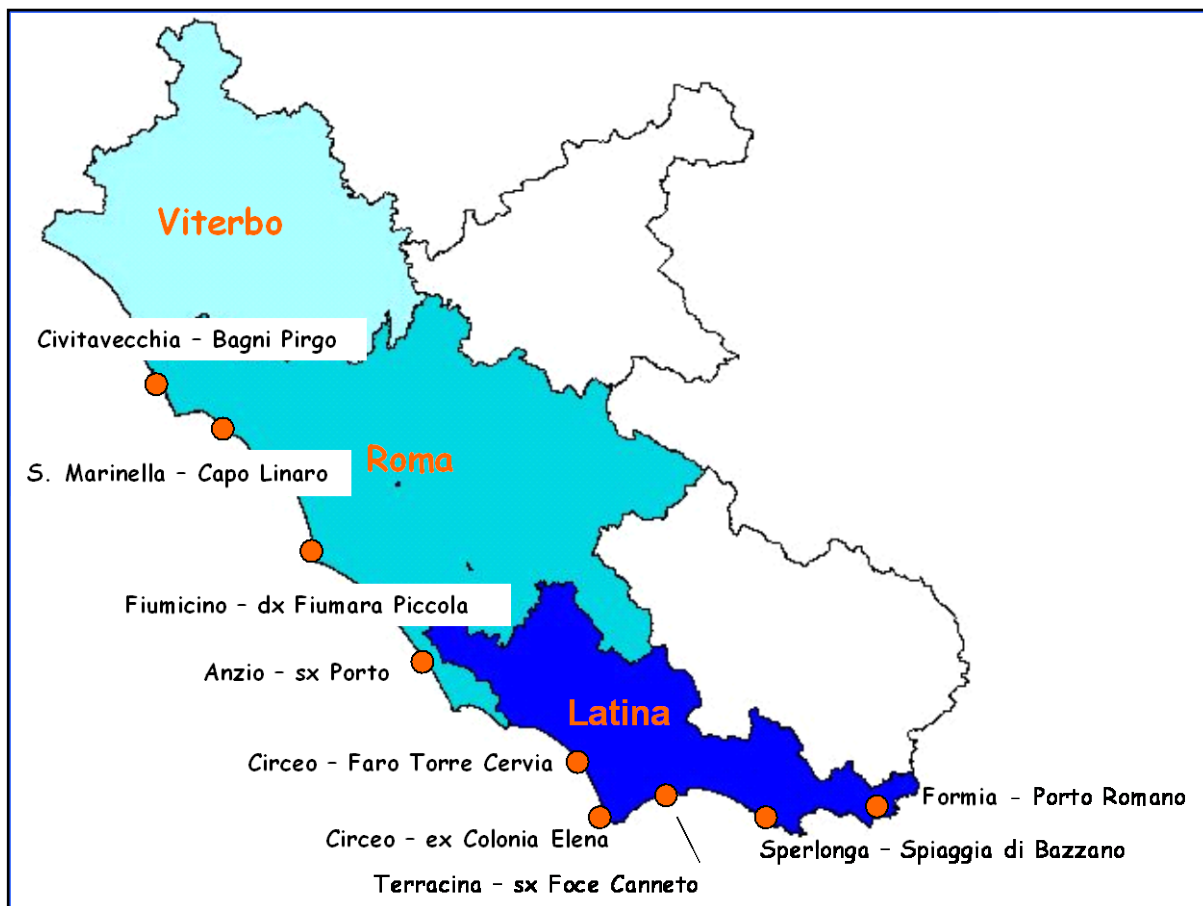 Viterbo
Civitavecchia – Bagni Pirgo
Roma
S. Marinella – Capo Linaro
Fiumicino – dx Fiumara Piccola
Anzio – sx Porto
Latina
Circeo – Faro Torre Cervia
Formia – Porto Romano
Circeo – ex Colonia Elena
Sperlonga – Spiaggia di Bazzano
Terracina – sx Foce Canneto